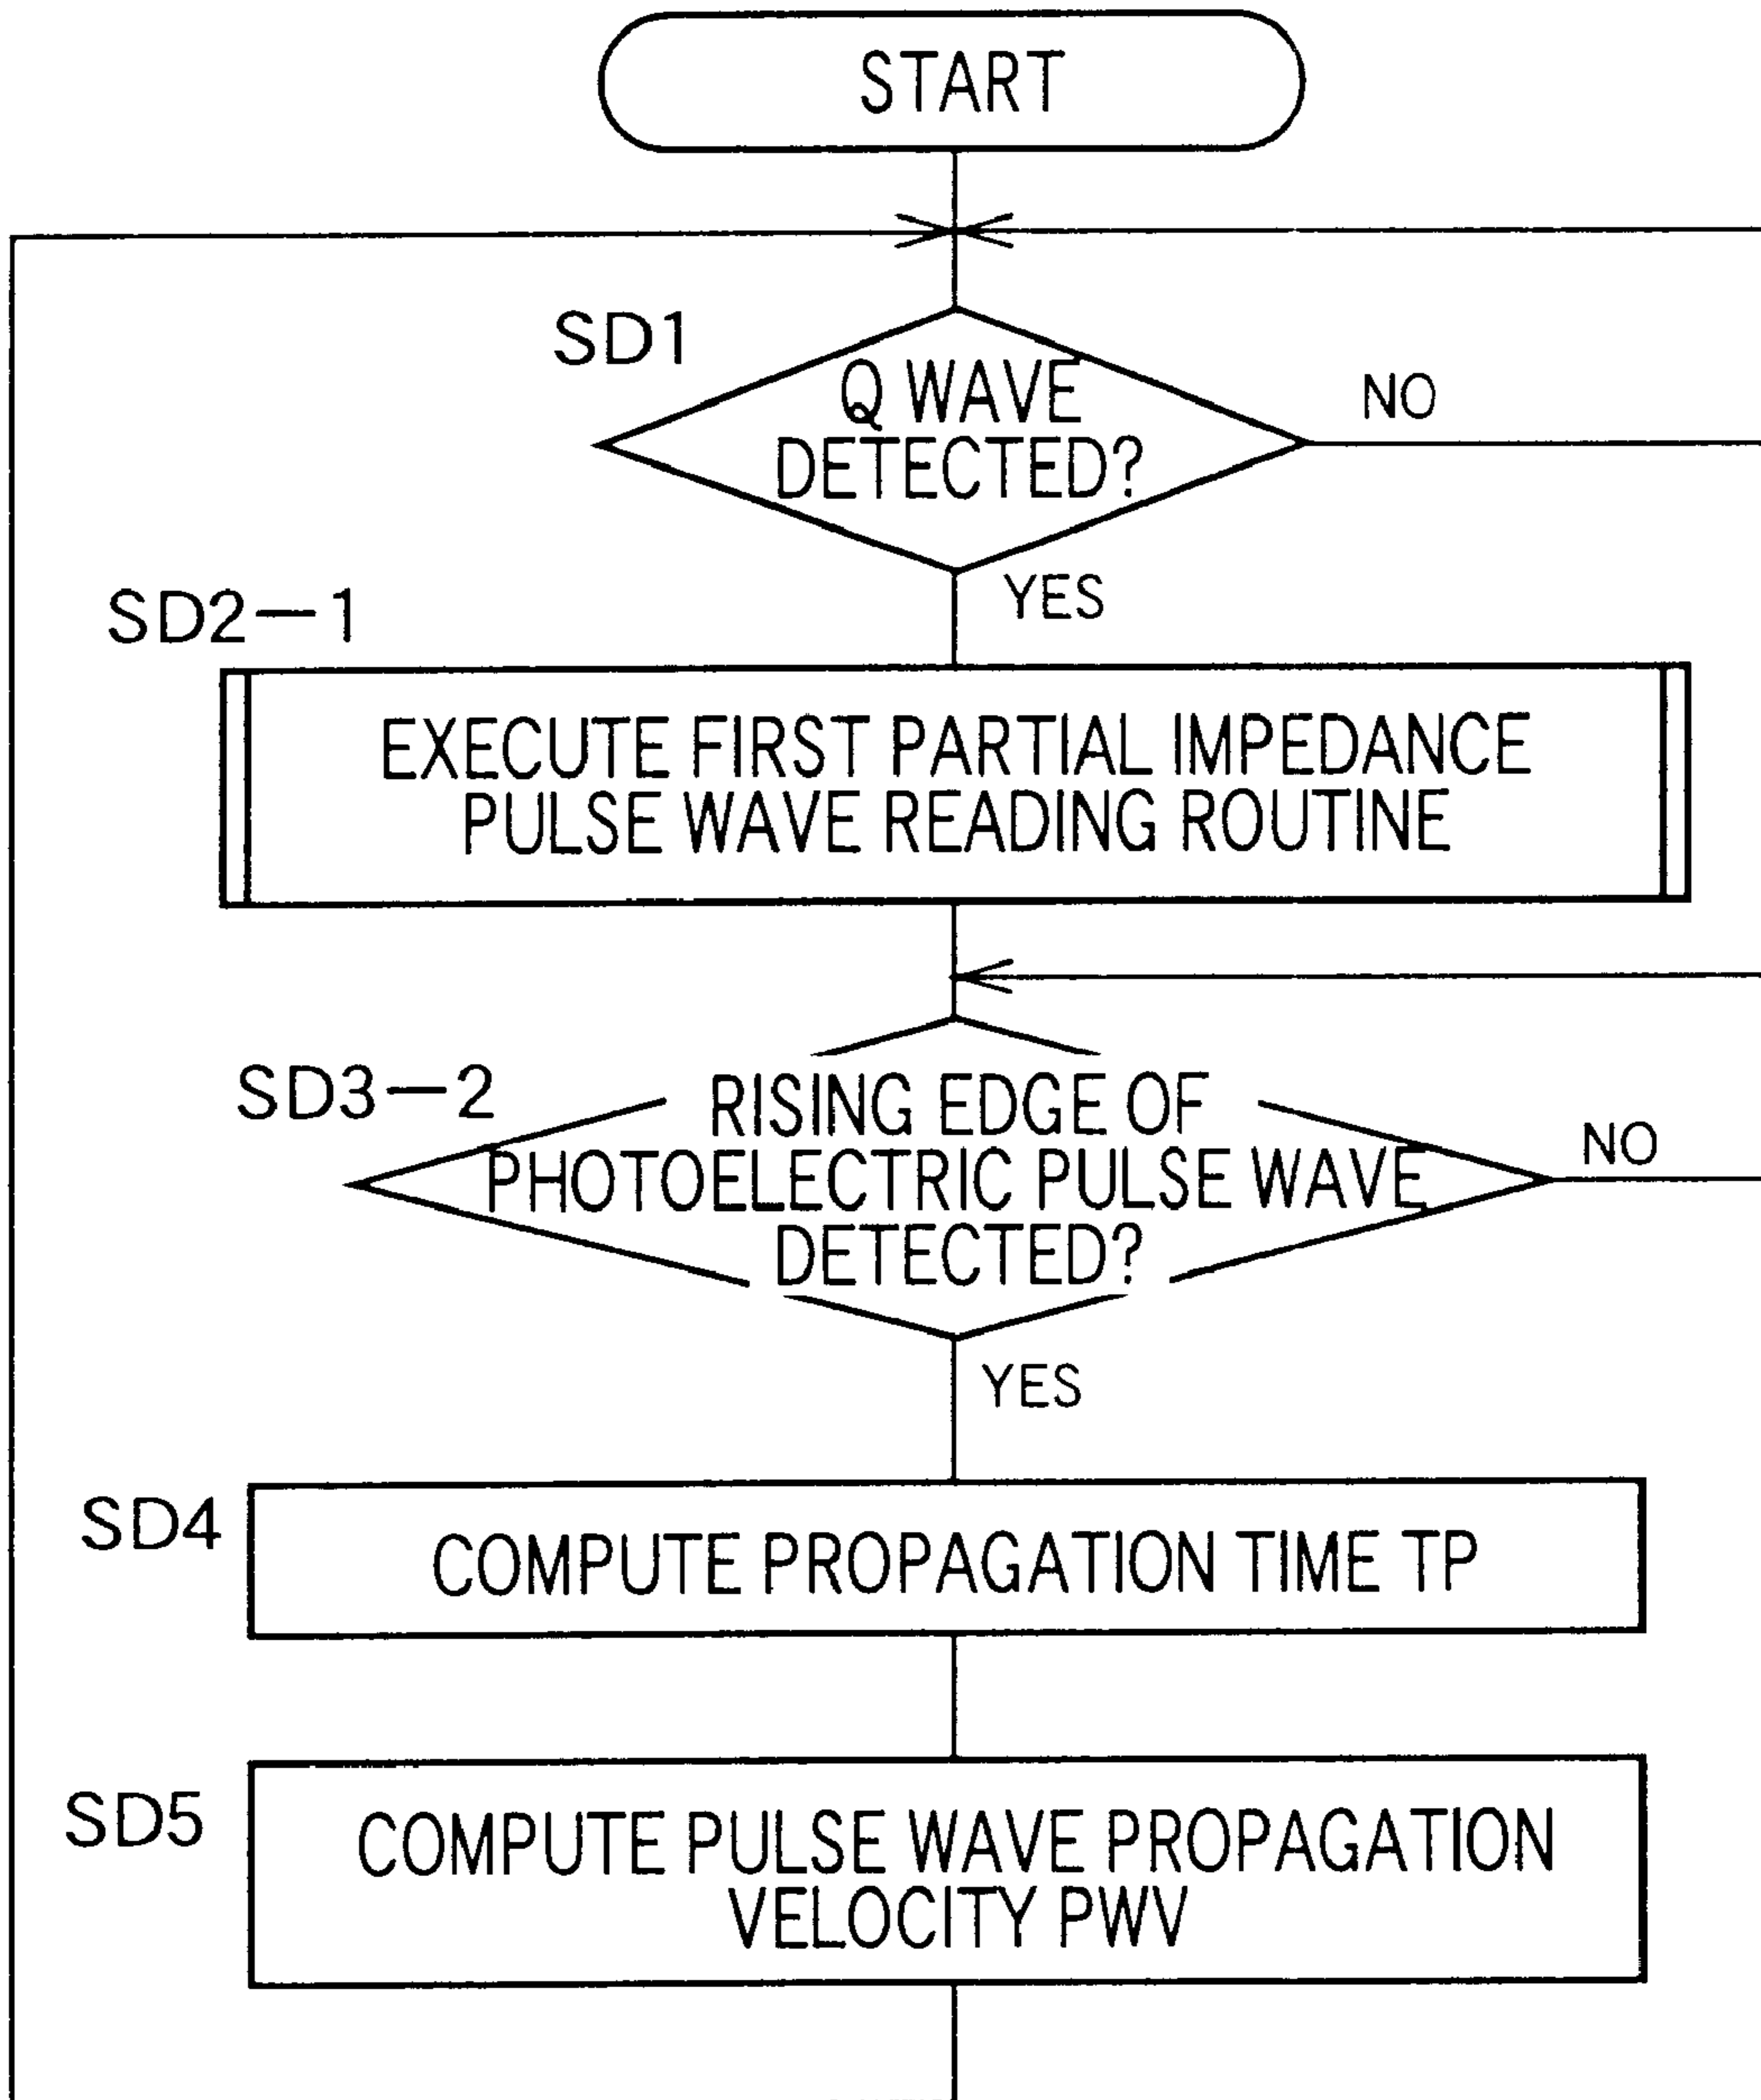 START
SD1
Q WAVE
DETECTED?
NO
YES
SD2-1
EXECUTE FIRST PARTIAL IMPEDANCE
PULSE WAVE READING ROUTINE
SD3-2
RISING EDGE OF
PHOTOELECTRIC PULSE WAVE
DETECTED?
NO
YES
SD4
COMPUTE PROPAGATION TIME TP
SD5
COMPUTE PULSE WAVE PROPAGATION
VELOCITY PWV